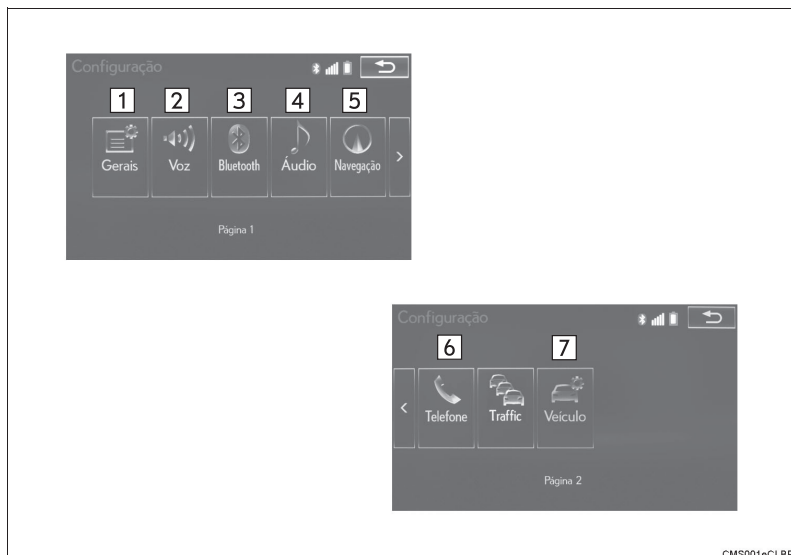 Configuração
1 2 3 4 5
Gerais Voz Bluetooth Áudio Navegação >
Página 1
Configuração
6 7
< Telefone Traffic Veículo
Página 2
CMS001eCLBR